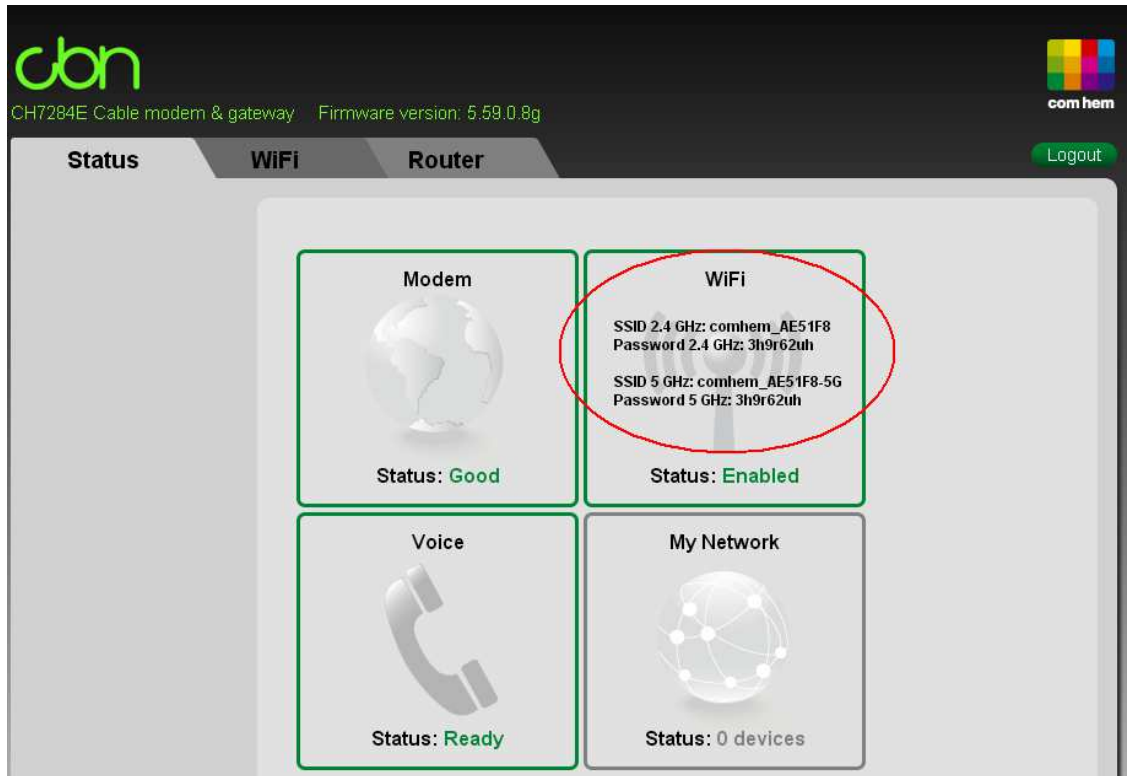 cbn
com hem
CH7284E Cable modem & gateway Firmware version: 5.59.0.8g
Status WiFi Router Logout
Modem
Status: Good
WiFi
SSID 2.4 GHz: comhem_AE51F8
Password 2.4 GHz: 3h9r62uh
SSID 5 GHz: comhem_AE51F8-5G
Password 5 GHz: 3h9r62uh
Status: Enabled
Voice
Status: Ready
My Network
Status: 0 devices